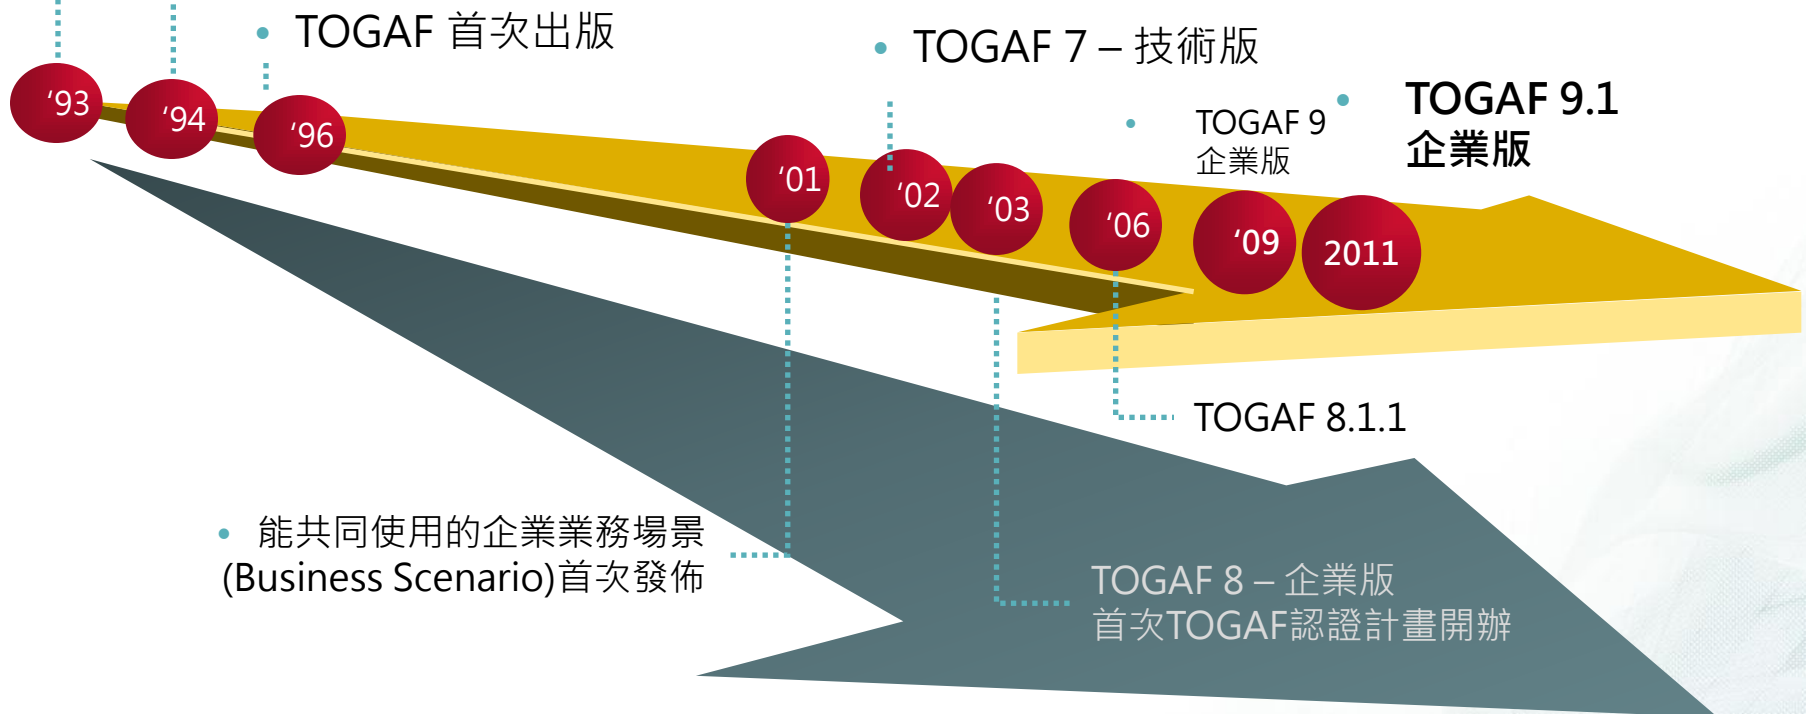 • TOGAF 首次出版
• TOGAF 7 – 技術版
• TOGAF 9
企業版
• TOGAF 9.1
企業版
‘93
‘94
‘96
‘01
‘02
‘03
‘06
‘09
2011
TOGAF 8.1.1
• 能共同使用的企業業務場景
(Business Scenario)首次發佈
TOGAF 8 – 企業版
首次TOGAF認證計畫開辦